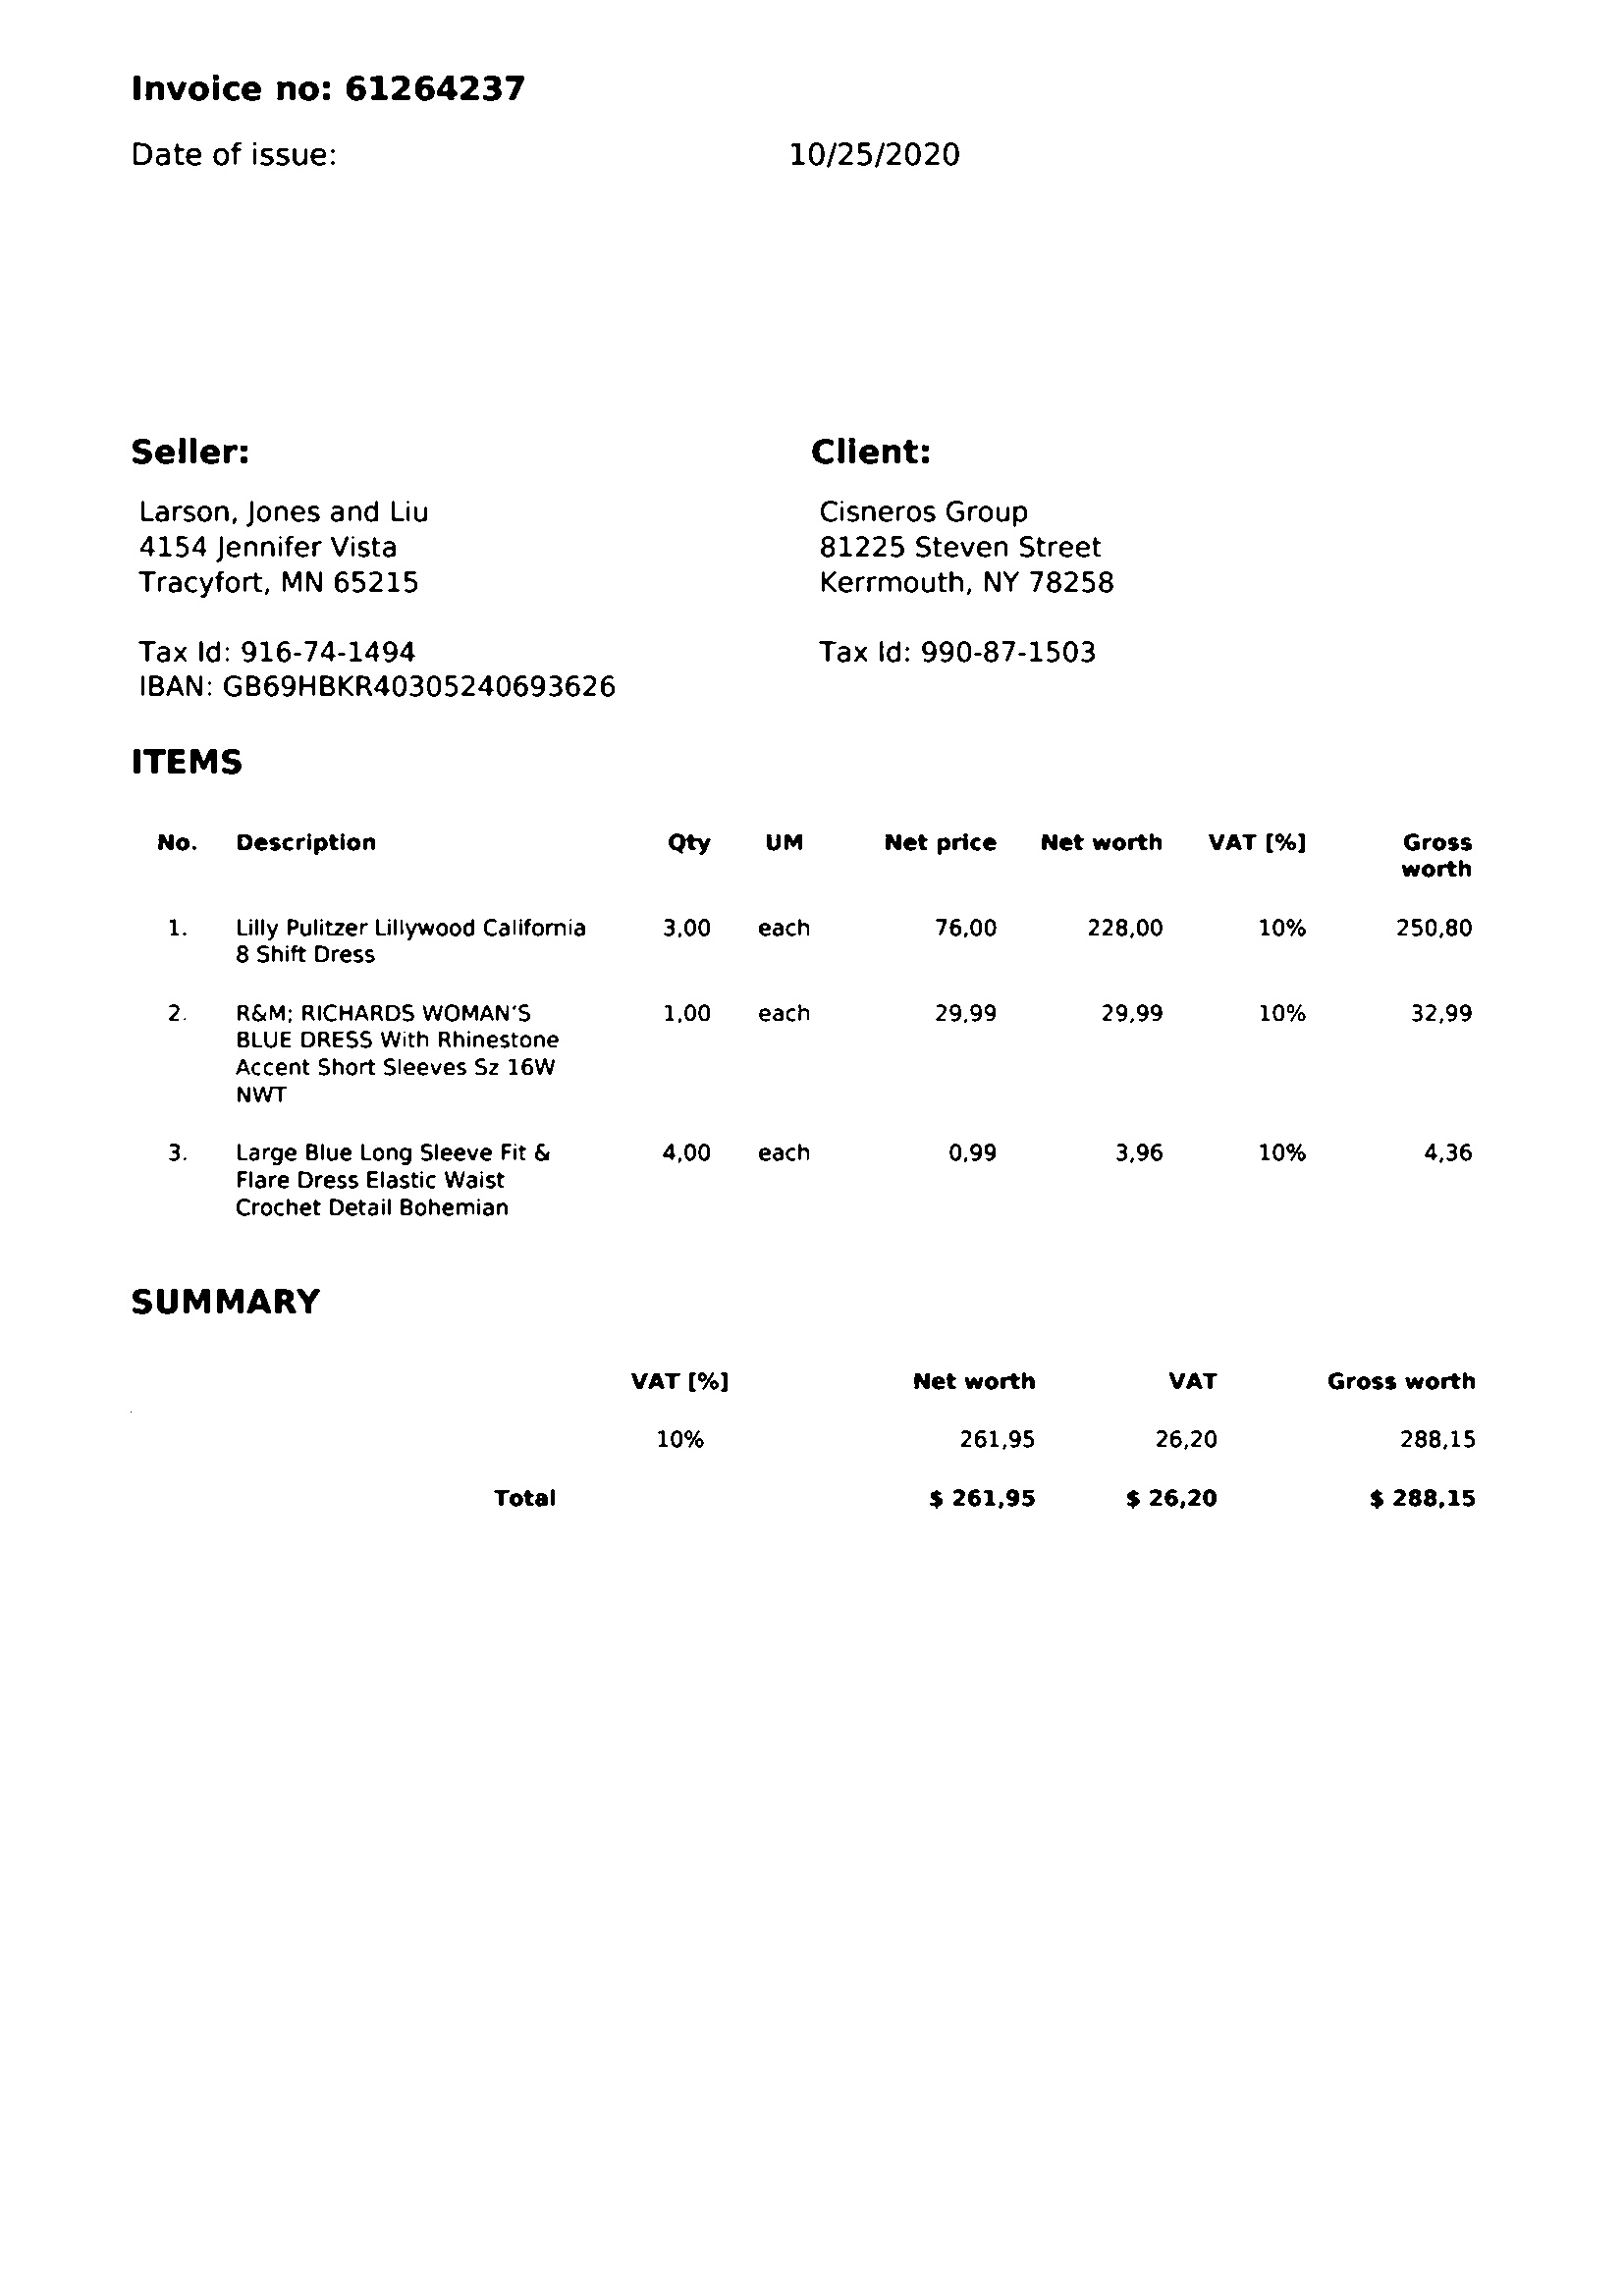 Invoice no: 61264237
Date of issue: 10/25/2020
Seller: Client:
Larson, Jones and Liu Cisneros Group
4154 Jennifer Vista 81225 Steven Street
Tracyfort, MN 65215 Kerrmouth, NY 78258
Tax Id: 916-74-1494 Tax Id: 990-87-1503
IBAN: GB69HBKR40305240693626
ITEMS
No. Description Qty UM Net price Net worth VAT [%] Gross
worth
1. Lilly Pulitzer Lillywood California 3,00 each 76,00 228,00 10% 250,80
8 Shift Dress
2. R&M; RICHARDS WOMAN'S 1,00 each 29,99 29,99 10% 32,99
BLUE DRESS With Rhinestone
Accent Short Sleeves Sz 16W
NWT
3. Large Blue Long Sleeve Fit & 4,00 each 0,99 3,96 10% 4,36
Flare Dress Elastic Waist
Crochet Detail Bohemian
SUMMARY
VAT [%] Net worth VAT Gross worth
10% 261,95 26,20 288,15
Total $ 261,95 $ 26,20 $ 288,15